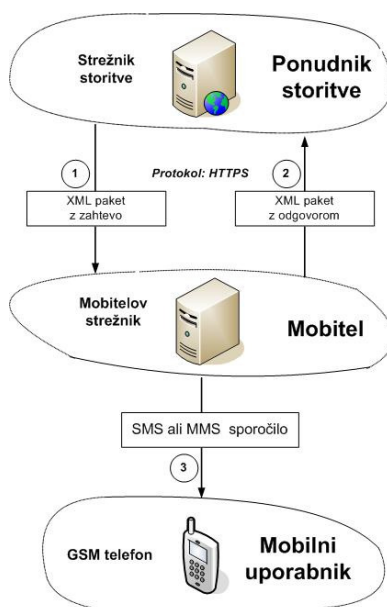 Strežnik
storitve
Ponudnik
storitve
1
Protokol: HTTPS
2
XML paket
z zahtevo
XML paket
z odgovorom
Mobitelov
strežnik
Mobitel
SMS ali MMS sporočilo
3
GSM telefon
Mobilni
uporabnik